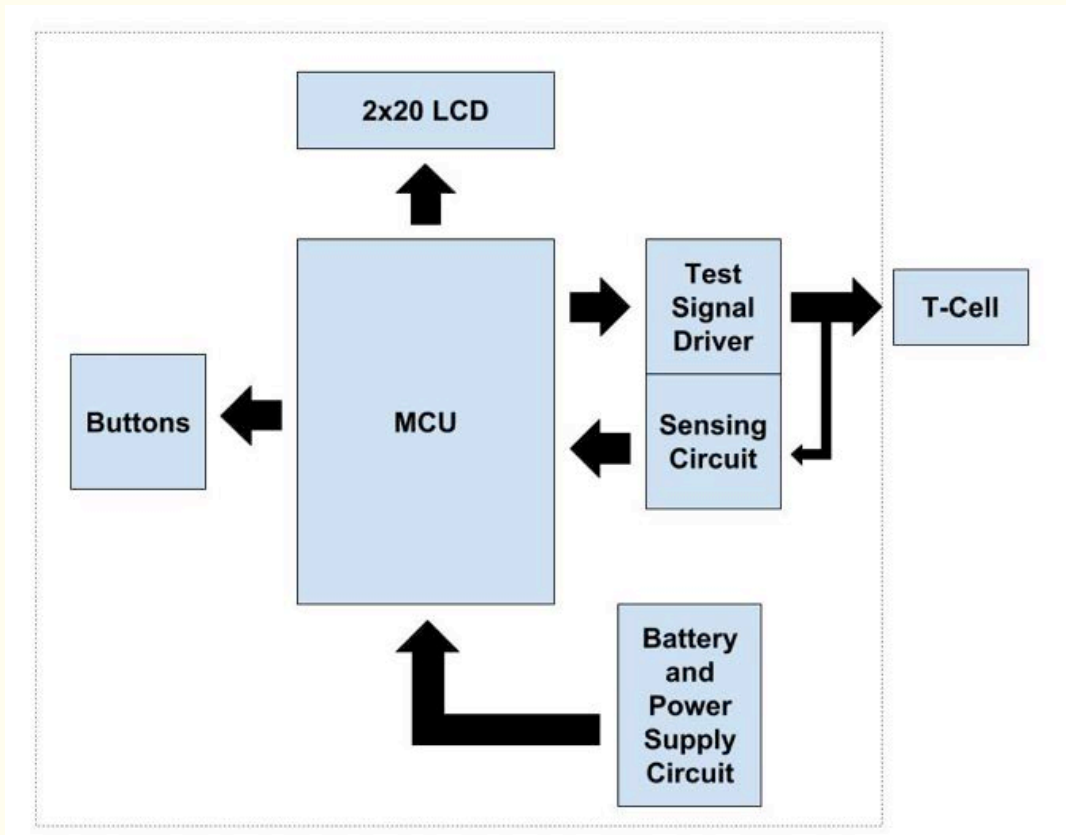 2x20 LCD
Test
Signal
Driver
T-Cell
Buttons
MCU
Sensing
Circuit
Battery
and
Power
Supply
Circuit